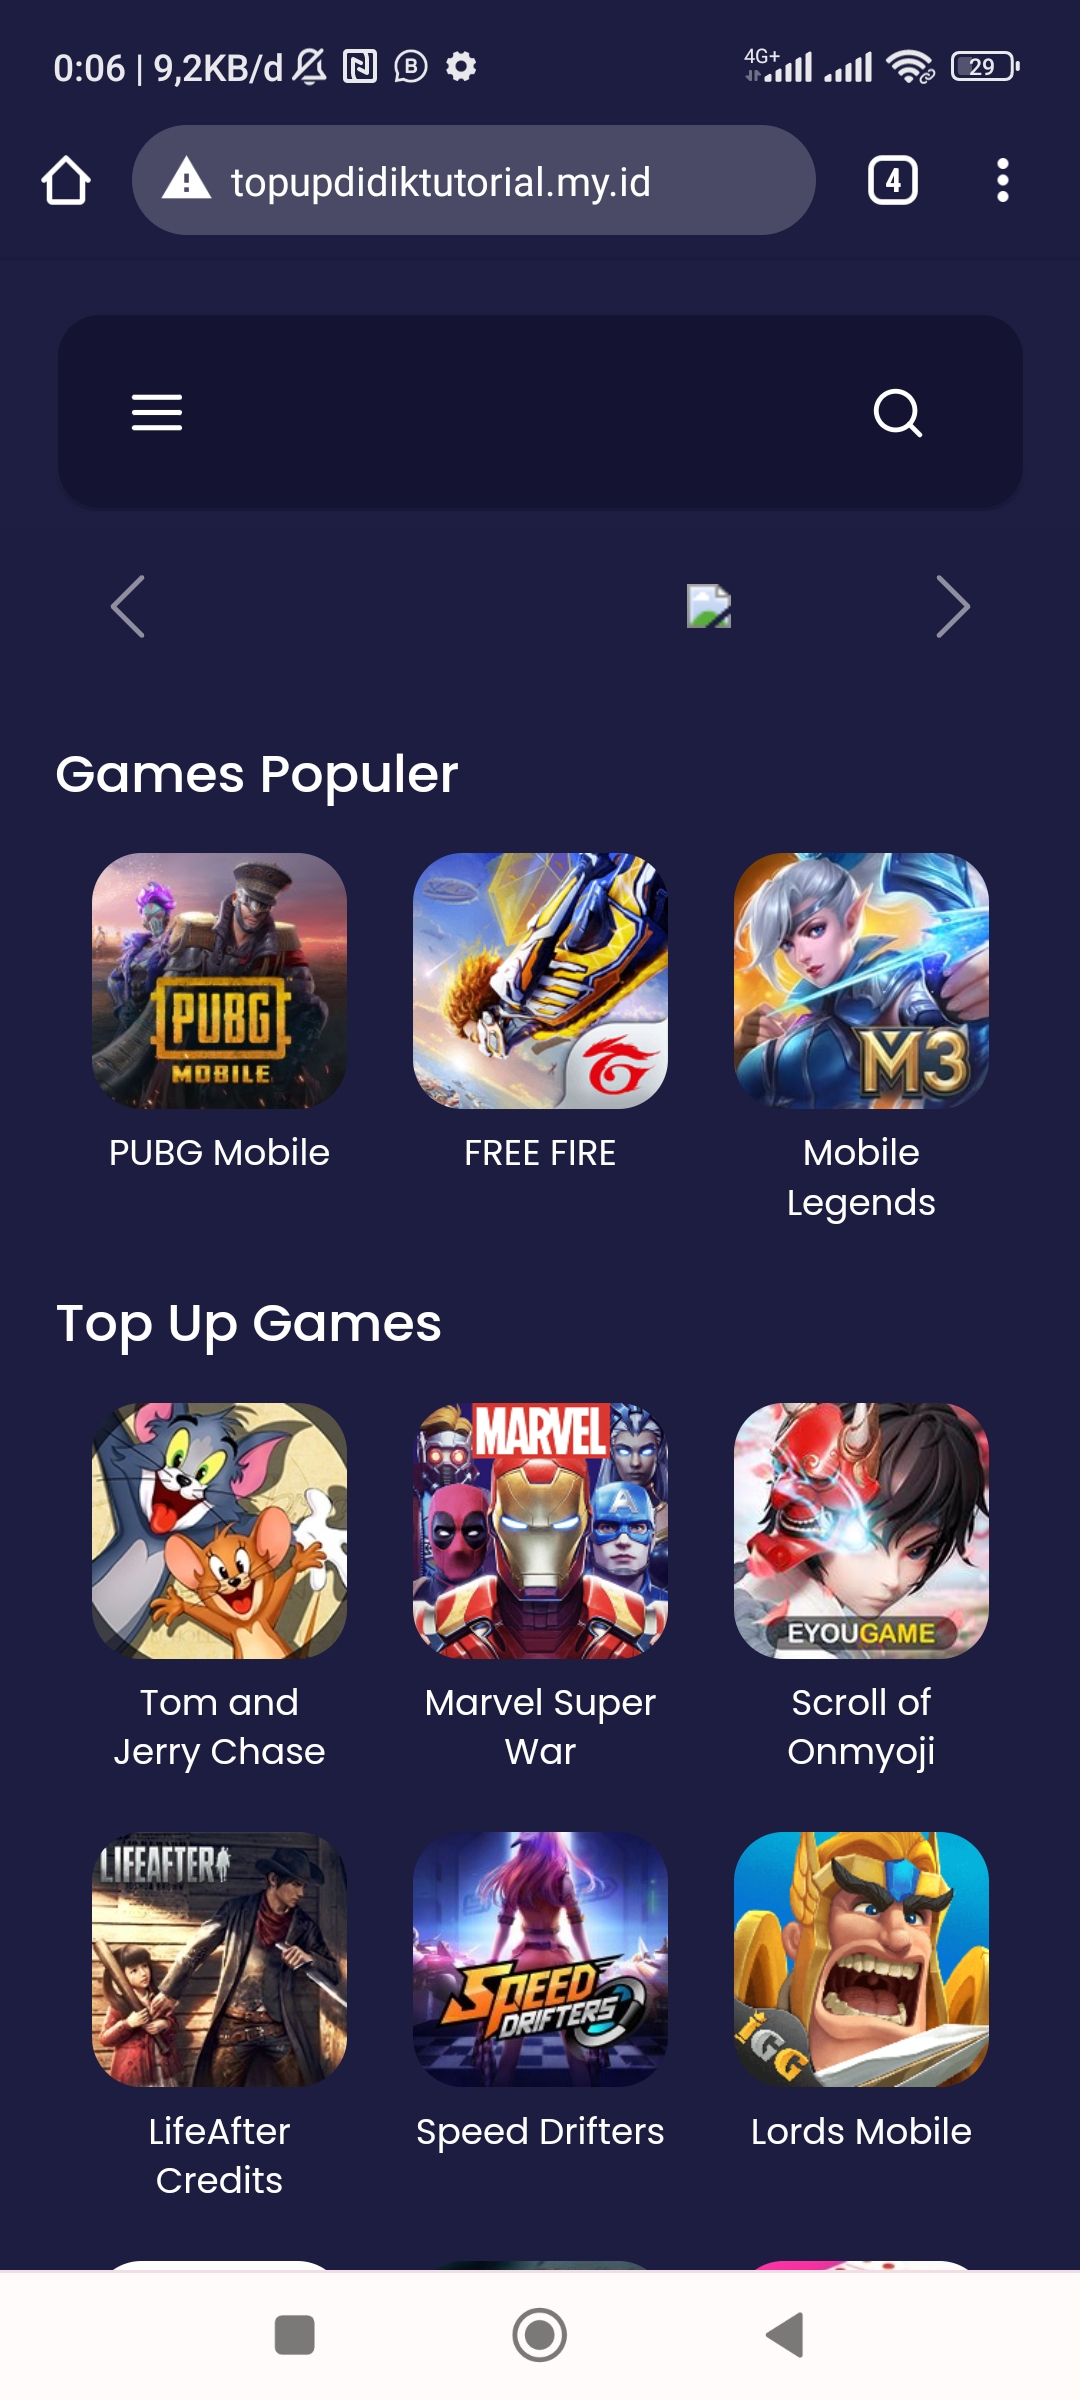 0:06 | 9,2KB/d
4G+
29
topupdidiktutorial.my.id
4
Games Populer
PUBG
MOBILE
M3
PUBG Mobile
FREE FIRE
Mobile
Legends
Top Up Games
MARVEL
EYOUGAME
Tom and
Jerry Chase
Marvel Super
War
Scroll of
Onmyoji
LIFEAFTER
SPEED
DRIFTERS
IGG
LifeAfter
Credits
Speed Drifters
Lords Mobile